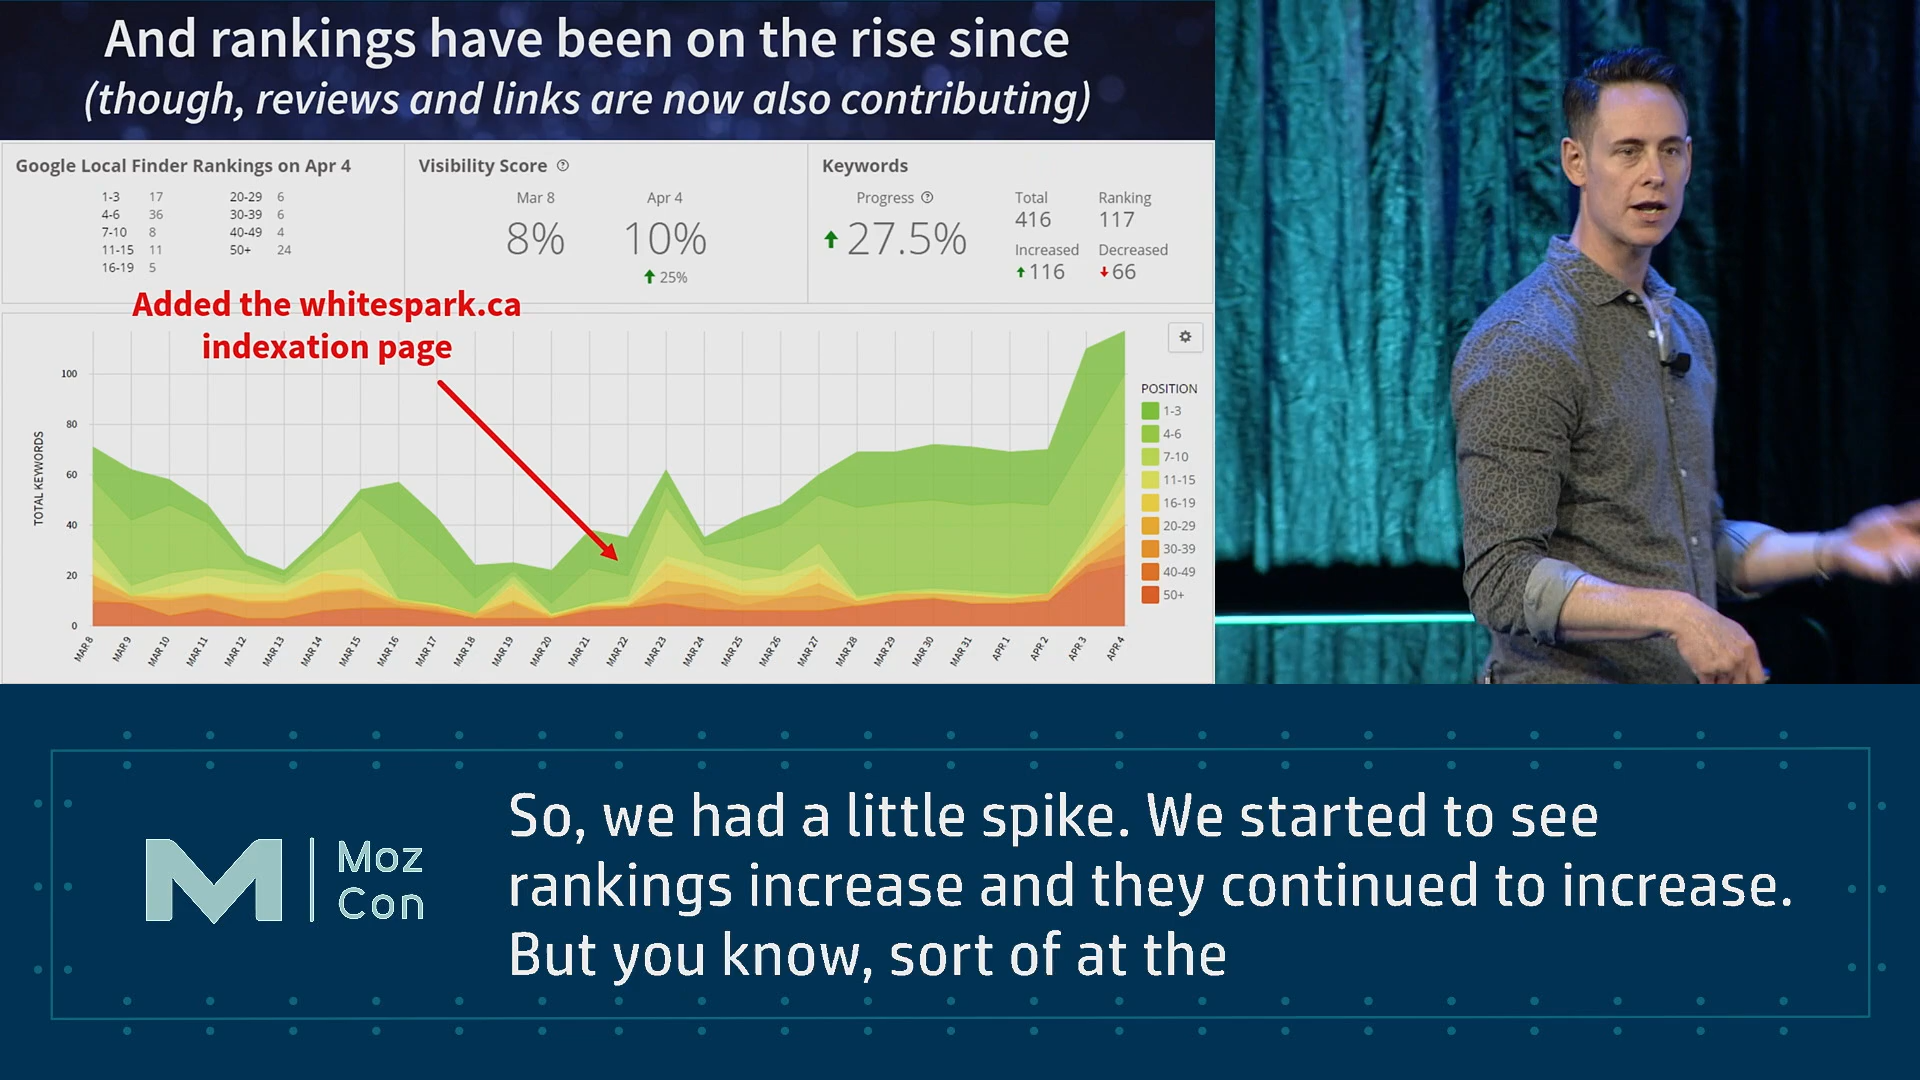 And rankings have been on the rise since
(though, reviews and links are now also contributing)
Google Local Finder Rankings on Apr 4
1-3 17 20-29 6
4-6 36 30-39 6
7-10 8 40-49 4
11-15 11 50+ 24
16-19 5
Visibility Score ?
Mar 8 Apr 4
8% 10%
25%
Keywords
Progress ? Total Ranking
27.5% 416 117
Increased Decreased
116 66
Added the whitespark.ca
indexation page
TOTAL KEYWORDS
100
80
60
40
20
0
MAR 8 MAR 9 MAR 10 MAR 11 MAR 12 MAR 13 MAR 14 MAR 15 MAR 16 MAR 17 MAR 18 MAR 19 MAR 20 MAR 21 MAR 22 MAR 23 MAR 24 MAR 25 MAR 26 MAR 27 MAR 28 MAR 29 MAR 30 MAR 31 APR 1 APR 2 APR 3 APR 4
POSITION
1-3
4-6
7-10
11-15
16-19
20-29
30-39
40-49
50+
Moz
Con
So, we had a little spike. We started to see
rankings increase and they continued to increase.
But you know, sort of at the